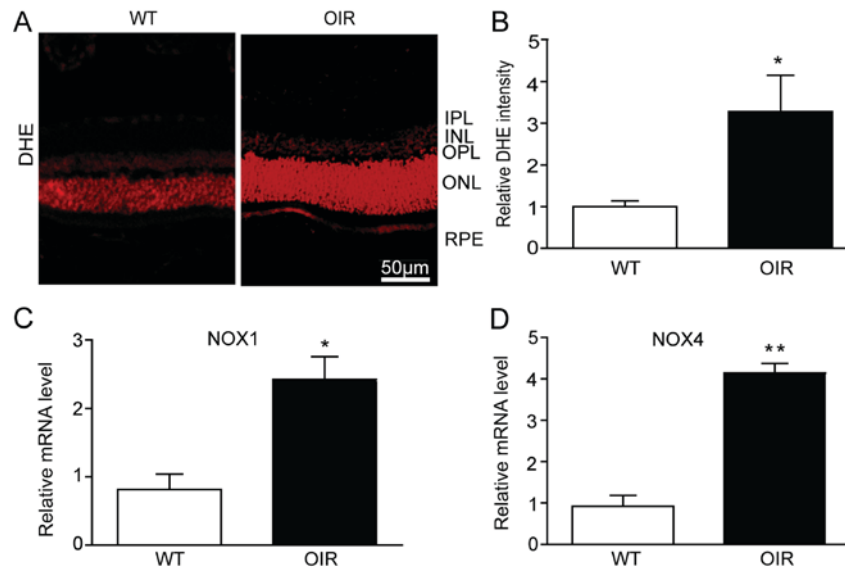 A
WT
OIR
DHE
IPL
INL
OPL
ONL
RPE
50μm
B
Relative DHE intensity
5
4
3
2
1
0
*
WT
OIR
C
NOX1
Relative mRNA level
3
2
1
0
*
WT
OIR
D
NOX4
Relative mRNA level
5
4
3
2
1
0
**
WT
OIR